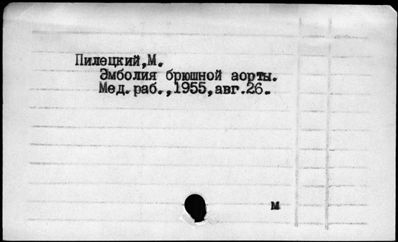 Пилецкий,М.
Эмболия брюшной аорты.
Мед.раб.,1955,авг.26.
м